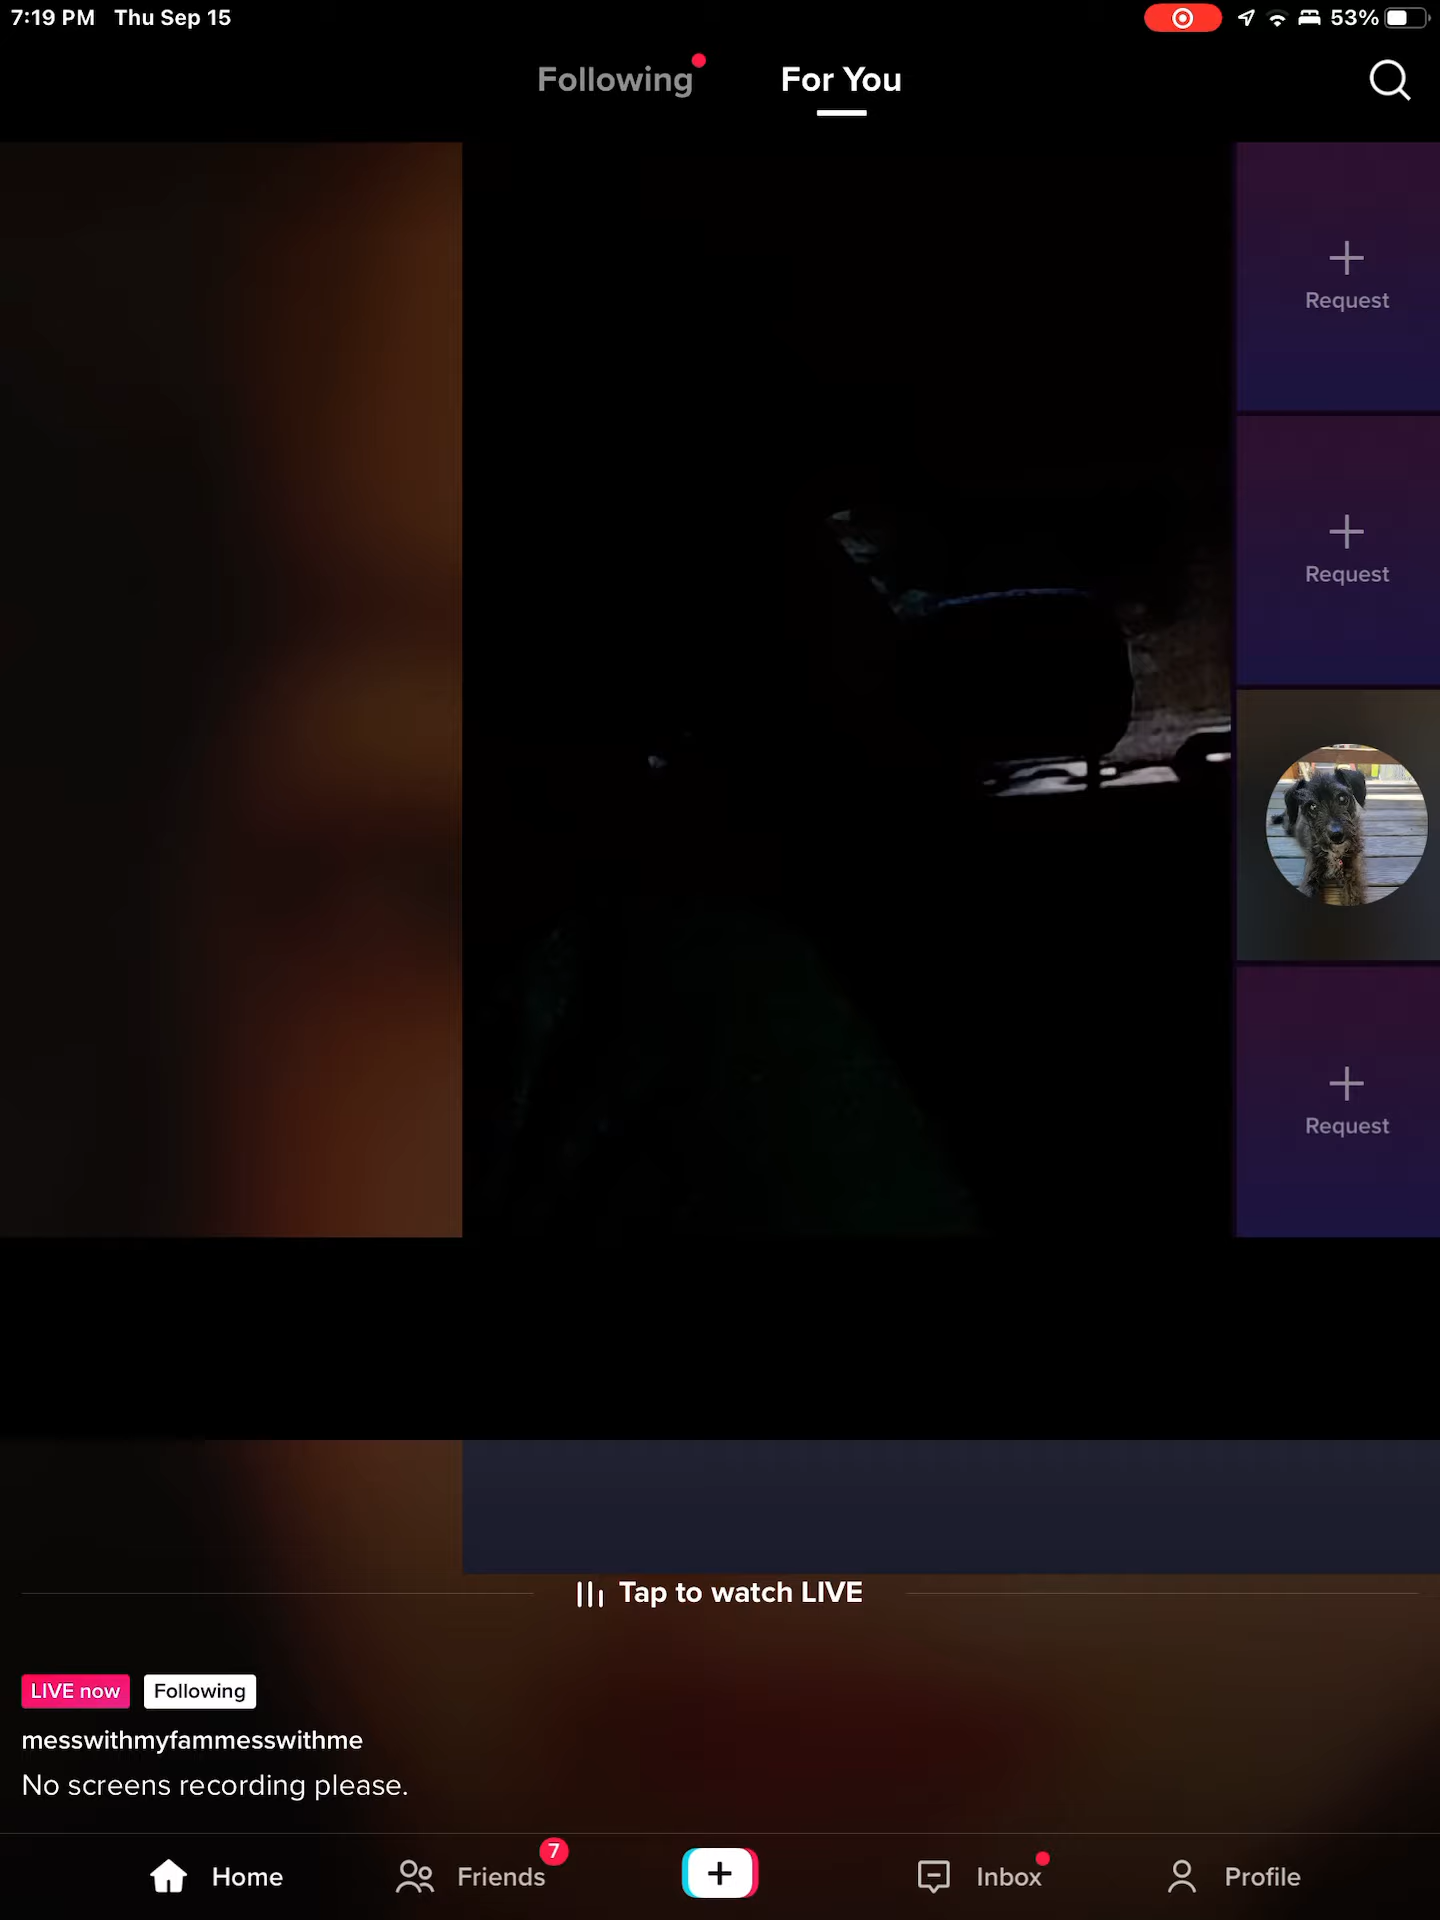 7:19 PM Thu Sep 15 53%
Following For You
Request
Request
Request
Tap to watch LIVE
LIVE now Following
messwithmyfammesswithme
No screens recording please.
7
Home Friends Inbox Profile